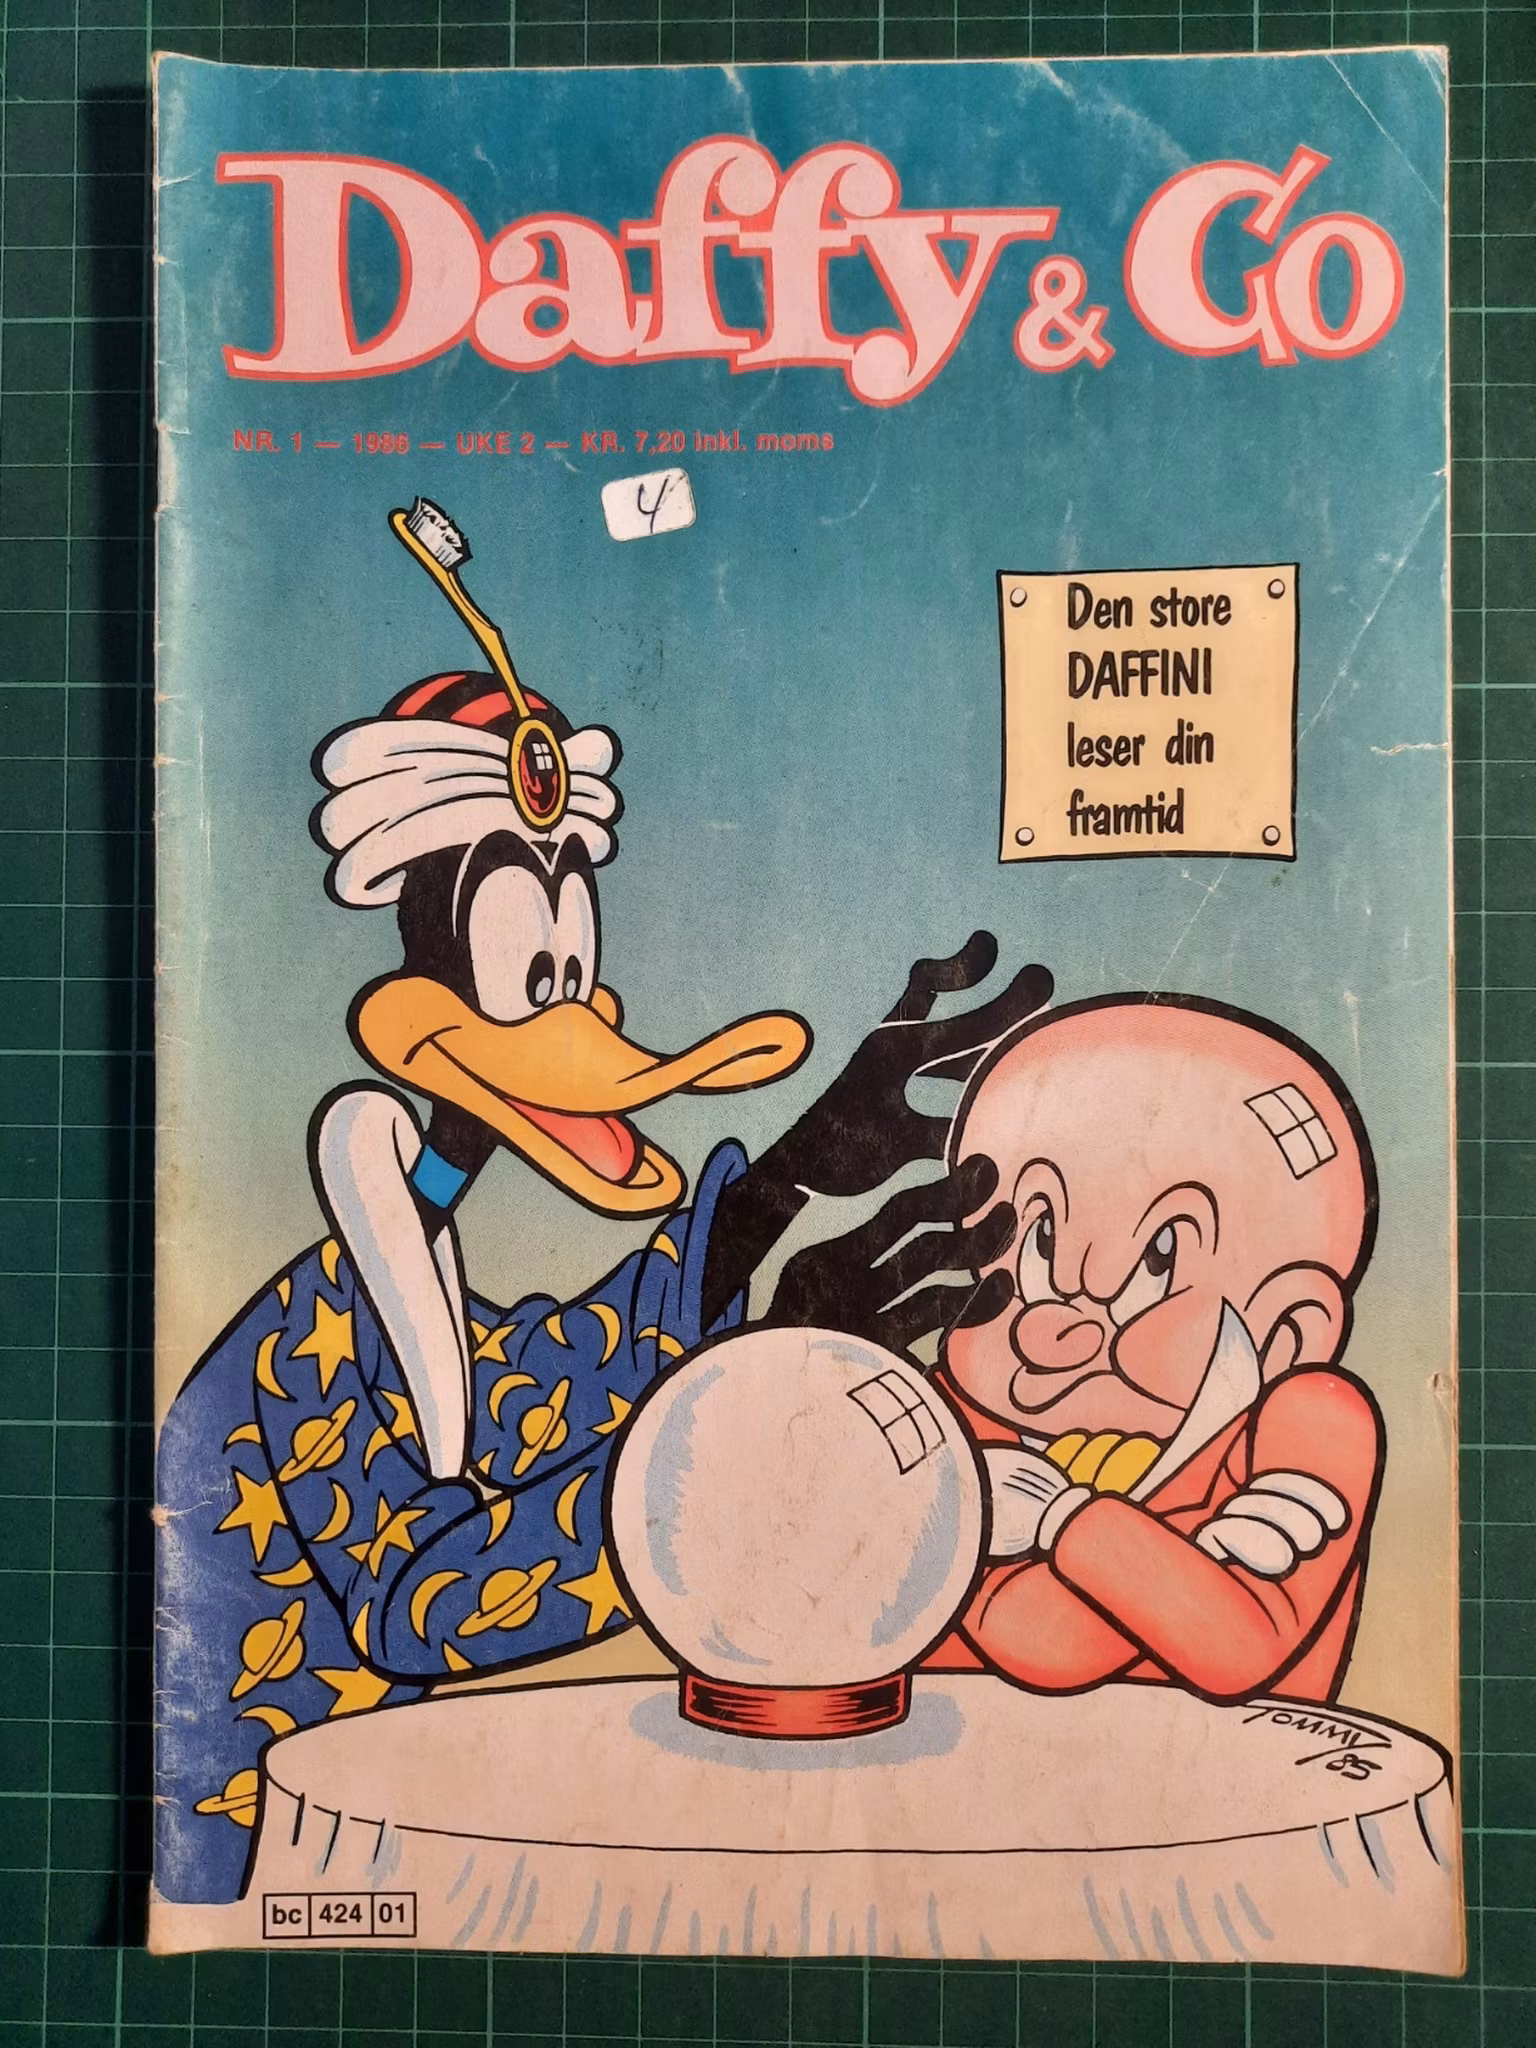 Daffy & Co
NR. 1 — 1986 — UKE 2 — KR. 7,20 inkl. moms
4
Den store
DAFFINI
leser din
framtid
TOMMY
/85
bc 424 01